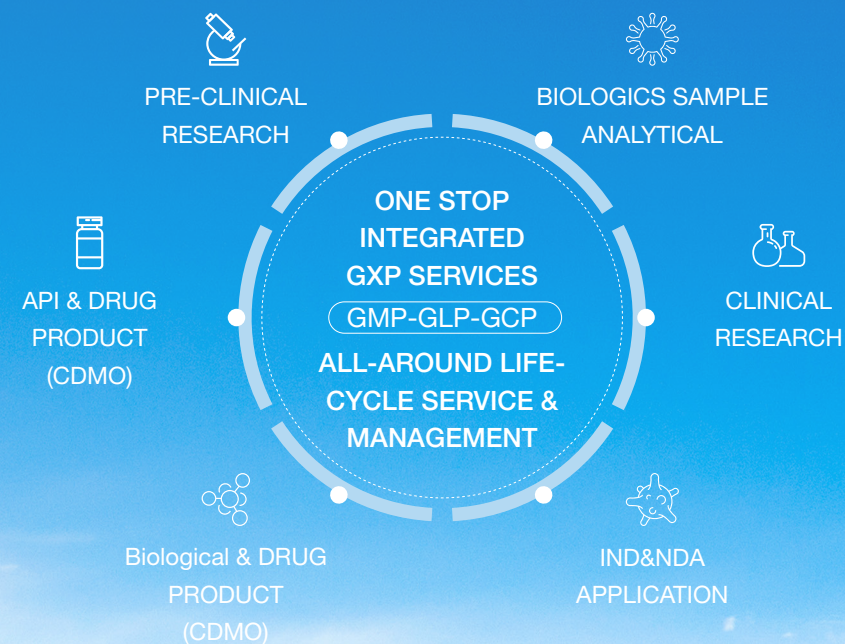 PRE-CLINICAL
RESEARCH
BIOLOGICS SAMPLE
ANALYTICAL
ONE STOP
INTEGRATED
GXP SERVICES
GMP-GLP-GCP
ALL-AROUND LIFE-
CYCLE SERVICE &
MANAGEMENT
API & DRUG
PRODUCT
(CDMO)
CLINICAL
RESEARCH
Biological & DRUG
PRODUCT
(CDMO)
IND&NDA
APPLICATION